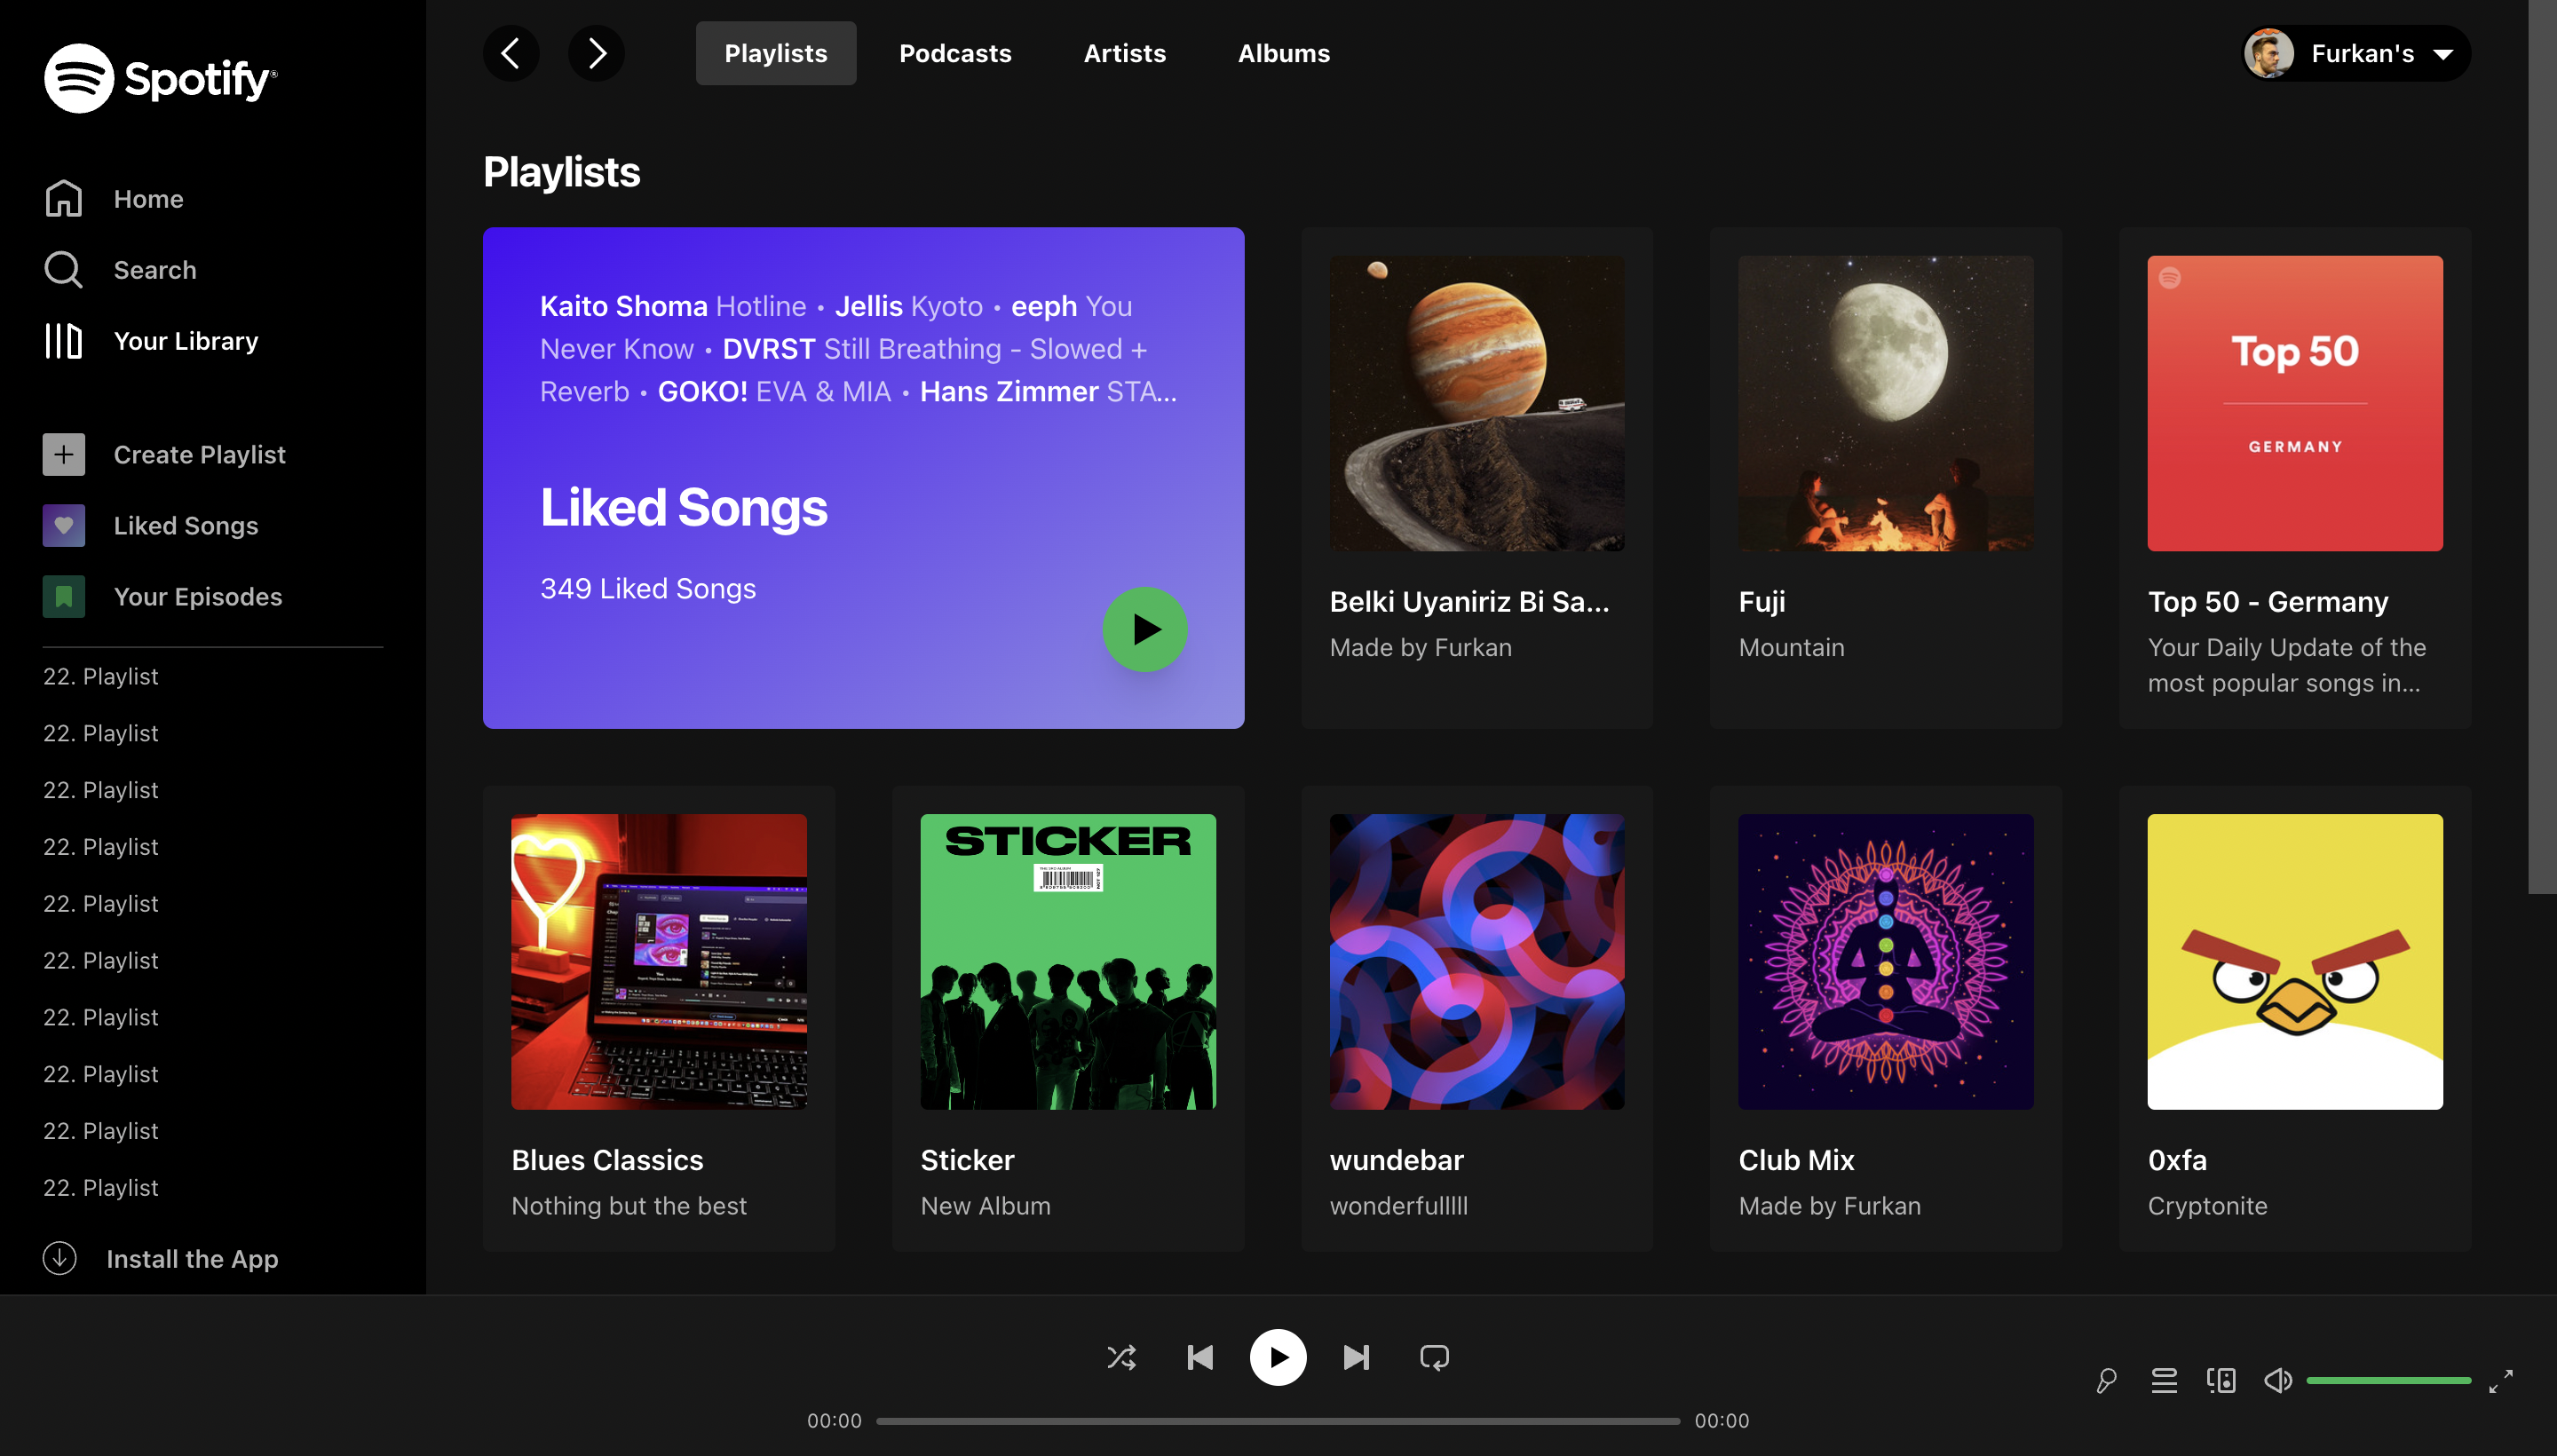 Spotify®
Home
Search
Your Library
Create Playlist
Liked Songs
Your Episodes
22. Playlist
22. Playlist
22. Playlist
22. Playlist
22. Playlist
22. Playlist
22. Playlist
22. Playlist
22. Playlist
22. Playlist
Install the App
Playlists
Podcasts
Artists
Albums
Furkan's
Playlists
Kaito Shoma Hotline • Jellis Kyoto • eeph You
Never Know • DVRST Still Breathing - Slowed +
Reverb • GOKO! EVA & MIA • Hans Zimmer STA...
Liked Songs
349 Liked Songs
Belki Uyaniriz Bi Sa...
Made by Furkan
Fuji
Mountain
Top 50
GERMANY
Top 50 - Germany
Your Daily Update of the
most popular songs in...
Blues Classics
Nothing but the best
STICKER
Sticker
New Album
wundebar
wonderfulllll
Club Mix
Made by Furkan
0xfa
Cryptonite
00:00
00:00